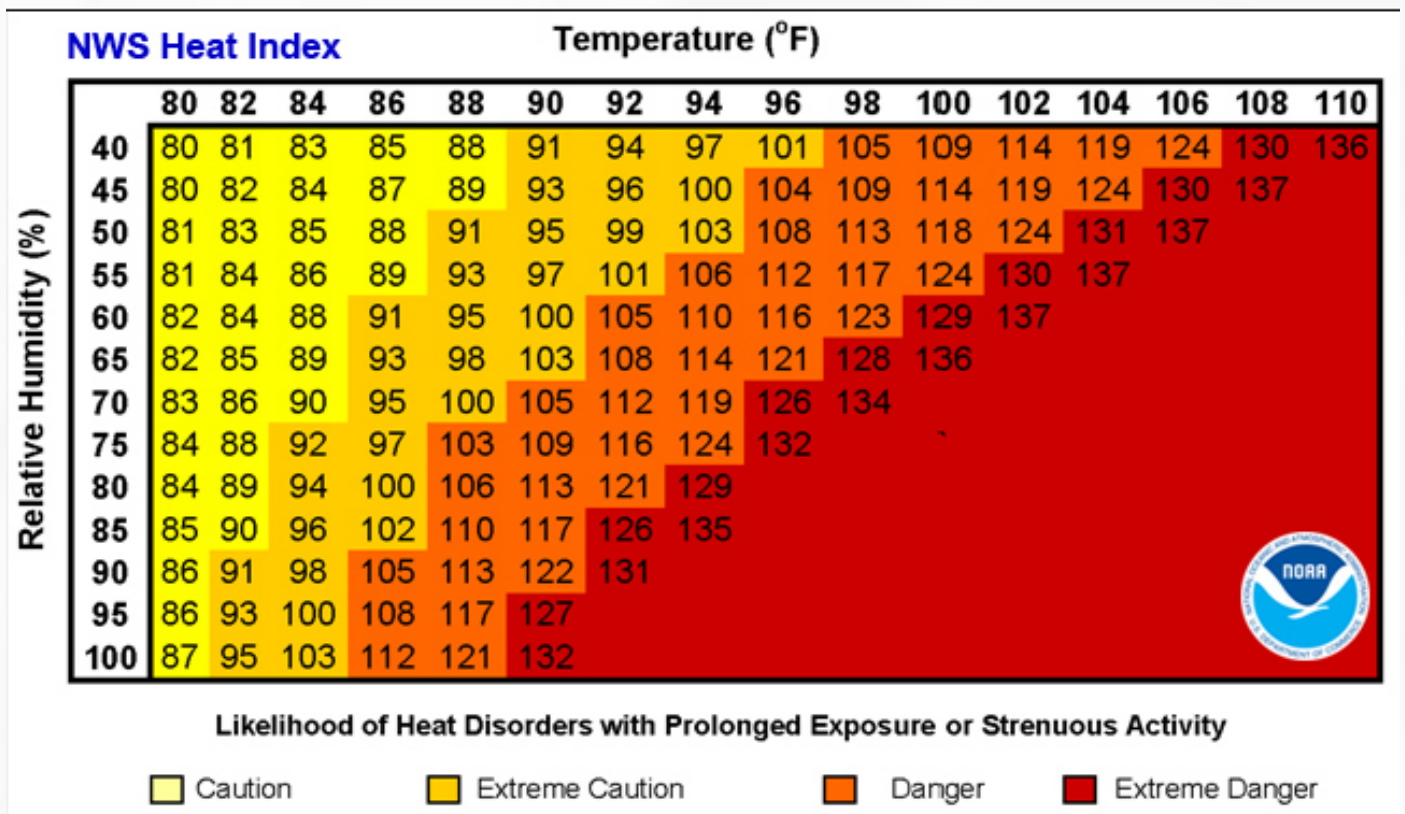 NWS Heat Index
Temperature (°F)
80 82 84 86 88 90 92 94 96 98 100 102 104 106 108 110
Relative Humidity (%)
40 80 81 83 85 88 91 94 97 101 105 109 114 119 124 130 136
45 80 82 84 87 89 93 96 100 104 109 114 119 124 130 137
50 81 83 85 88 91 95 99 103 108 113 118 124 131 137
55 81 84 86 89 93 97 101 106 112 117 124 130 137
60 82 84 88 91 95 100 105 110 116 123 129 137
65 82 85 89 93 98 103 108 114 121 128 136
70 83 86 90 95 100 105 112 119 126 134
75 84 88 92 97 103 109 116 124 132
80 84 89 94 100 106 113 121 129
85 85 90 96 102 110 117 126 135
90 86 91 98 105 113 122 131
95 86 93 100 108 117 127
100 87 95 103 112 121 132
NATIONAL OCEANIC AND ATMOSPHERIC ADMINISTRATION
NOAA
U.S. DEPARTMENT OF COMMERCE
Likelihood of Heat Disorders with Prolonged Exposure or Strenuous Activity
Caution
Extreme Caution
Danger
Extreme Danger